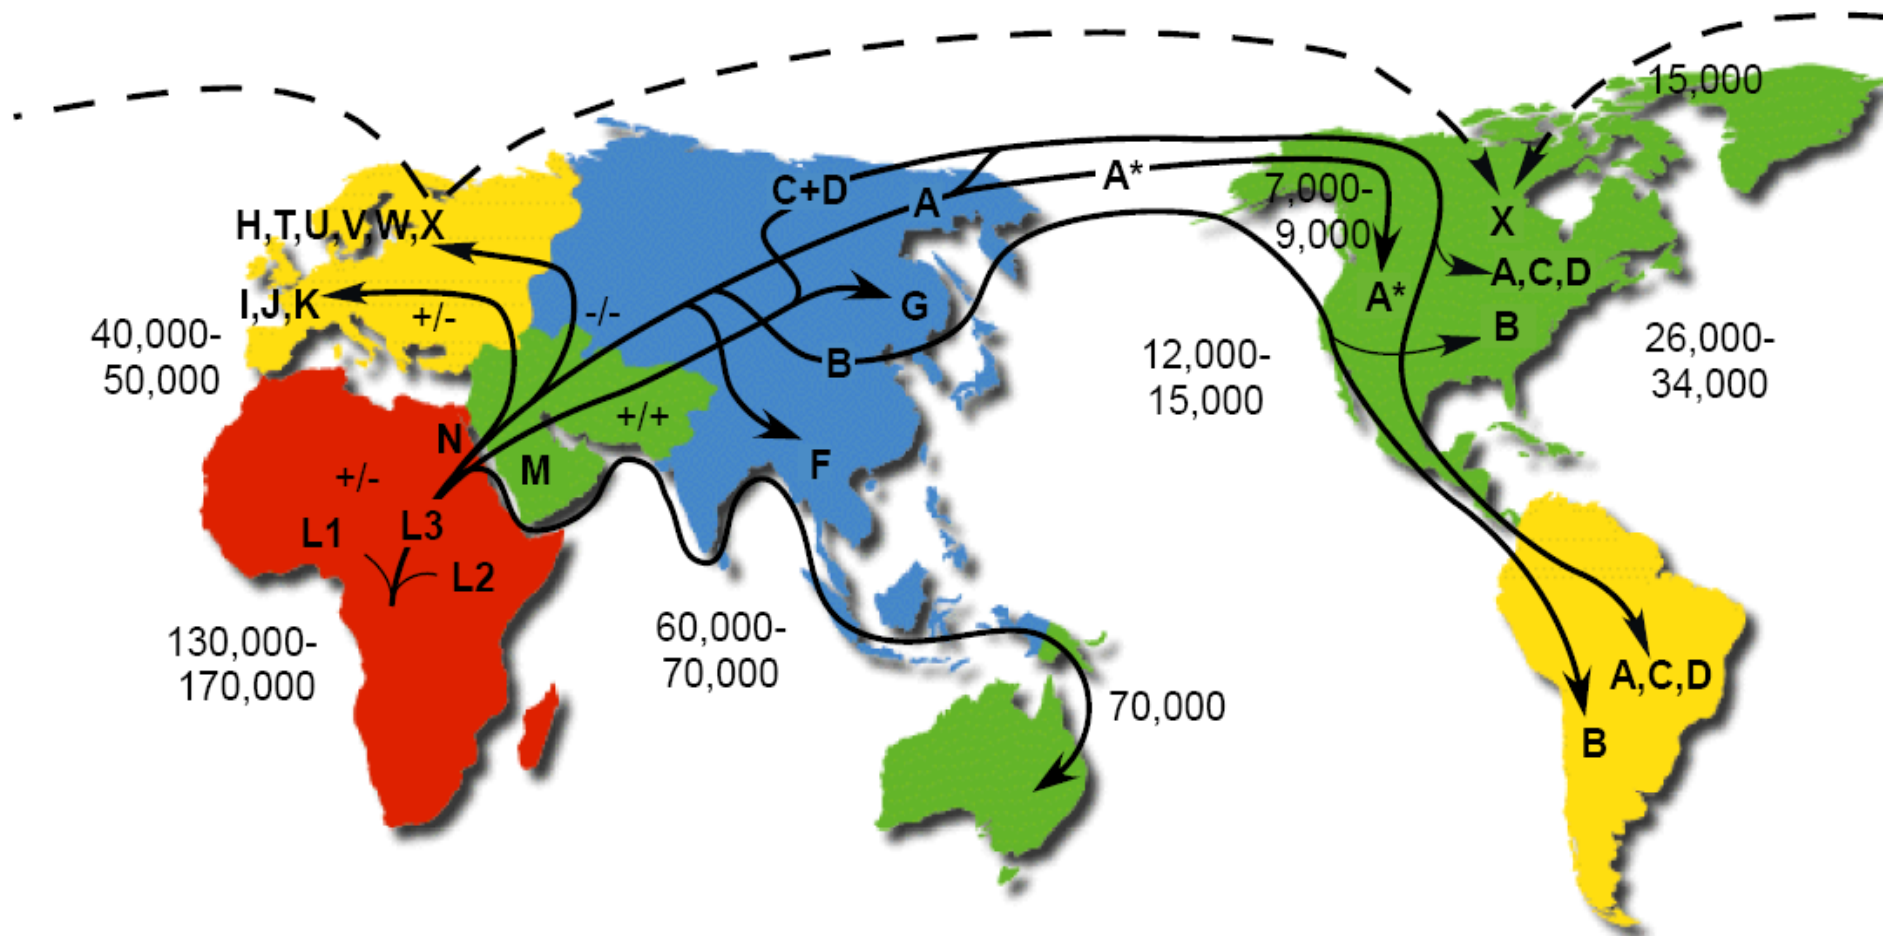 15,000
C+D
A*
A
7,000-
9,000
H,T,U,V,W,X
X
A,C,D
I,J,K
+/-
-/-
G
A*
B
40,000-
50,000
B
12,000-
15,000
26,000-
34,000
+/+
N
M
F
+/-
L1
L3
L2
130,000-
170,000
60,000-
70,000
70,000
A,C,D
B